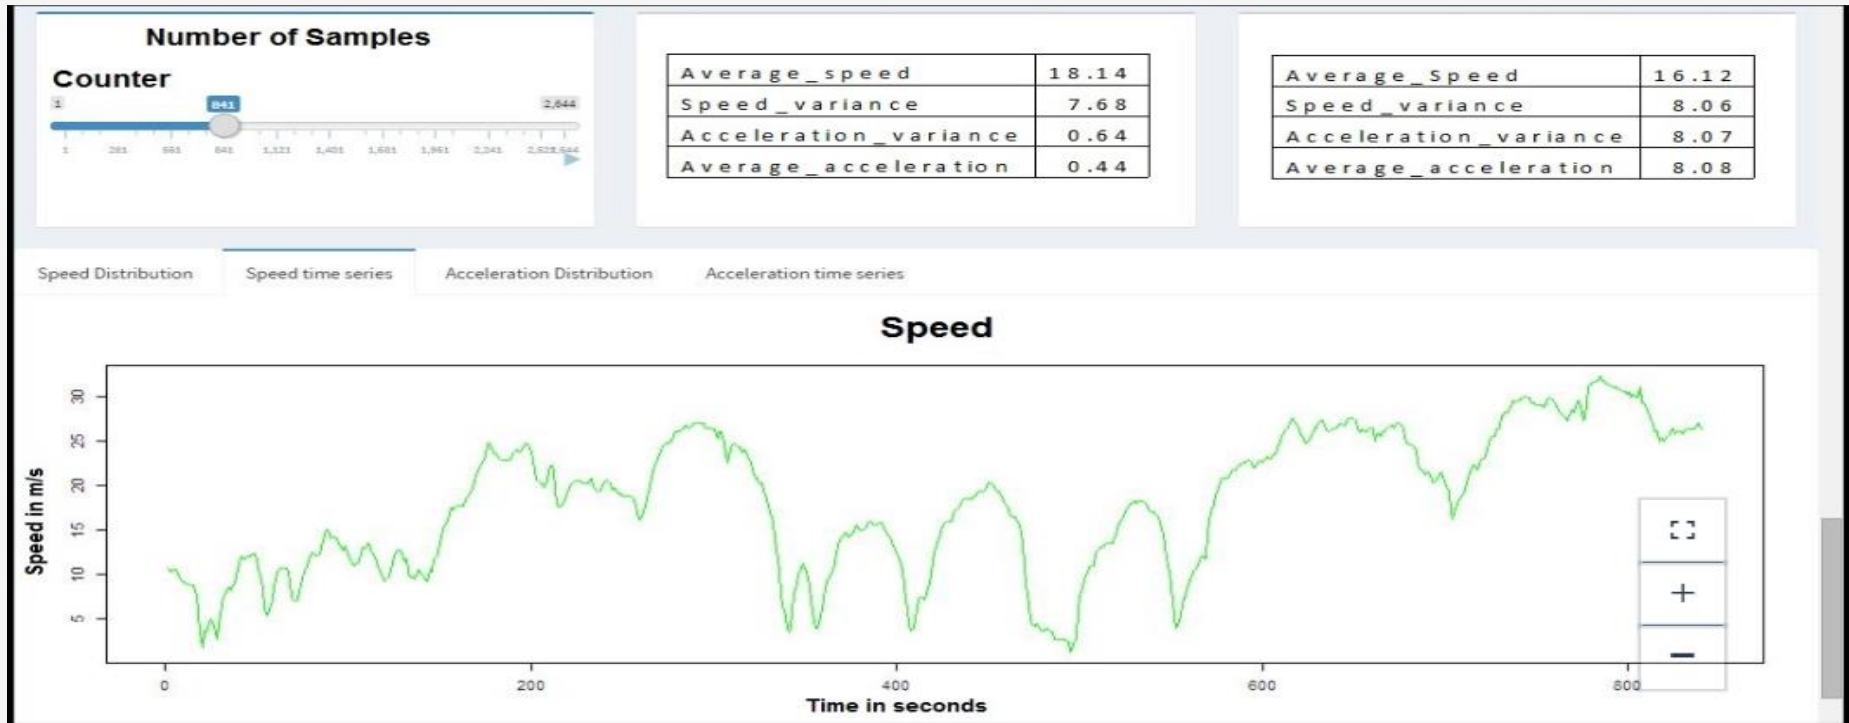 Number of Samples
Counter
1 841 2,644
1 281 561 841 1,121 1,401 1,681 1,961 2,241
Average_speed 18.14
Speed_variance 7.68
Acceleration_variance 0.64
Average_acceleration 0.44
Average_Speed 16.12
Speed_variance 8.06
Acceleration_variance 8.07
Average_acceleration 8.08
Speed Distribution Speed time series Acceleration Distribution Acceleration time series
Speed
Speed in m/s
30
25
20
15
10
5
0 200 400 600 800
Time in seconds